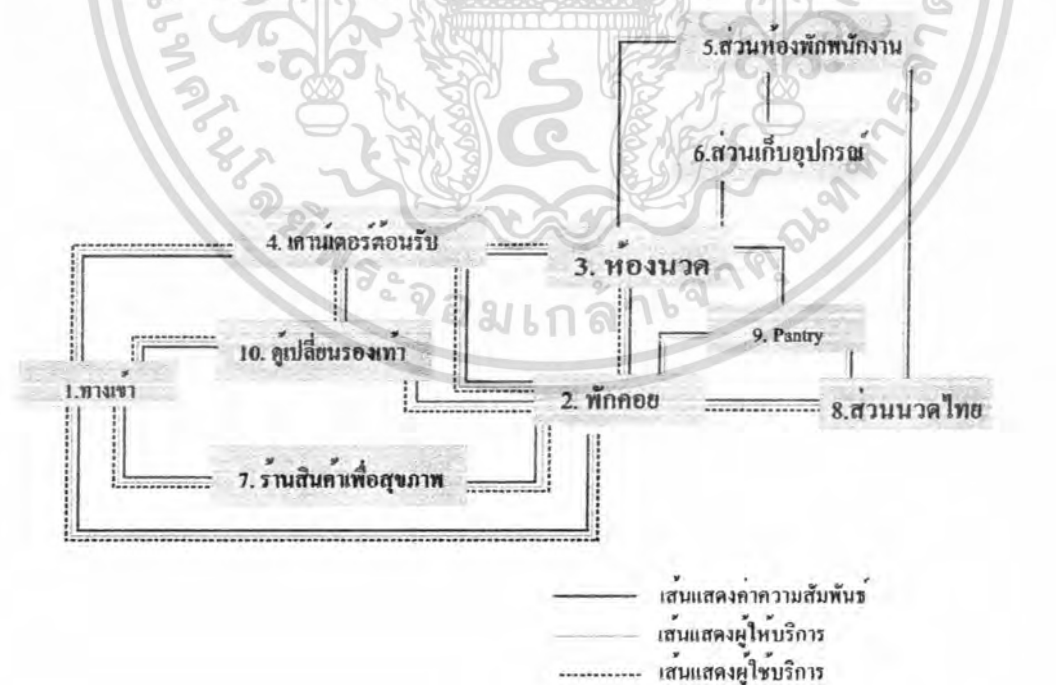 5.ส่วนห้องพักพนักงาน
6.ส่วนเก็บอุปกรณ์
4. เคาน์เตอร์ต้อนรับ
3. ห้องนวด
10. ตู้เปลี่ยนรองเท้า
9. Pantry
1.ทางเข้า
2. พักคอย
8.ส่วนนวดไทย
7. ร้านสินค้าเพื่อสุขภาพ
เส้นแสดงค่าความสัมพันธ์
เส้นแสดงผู้ให้บริการ
เส้นแสดงผู้ใช้บริการ